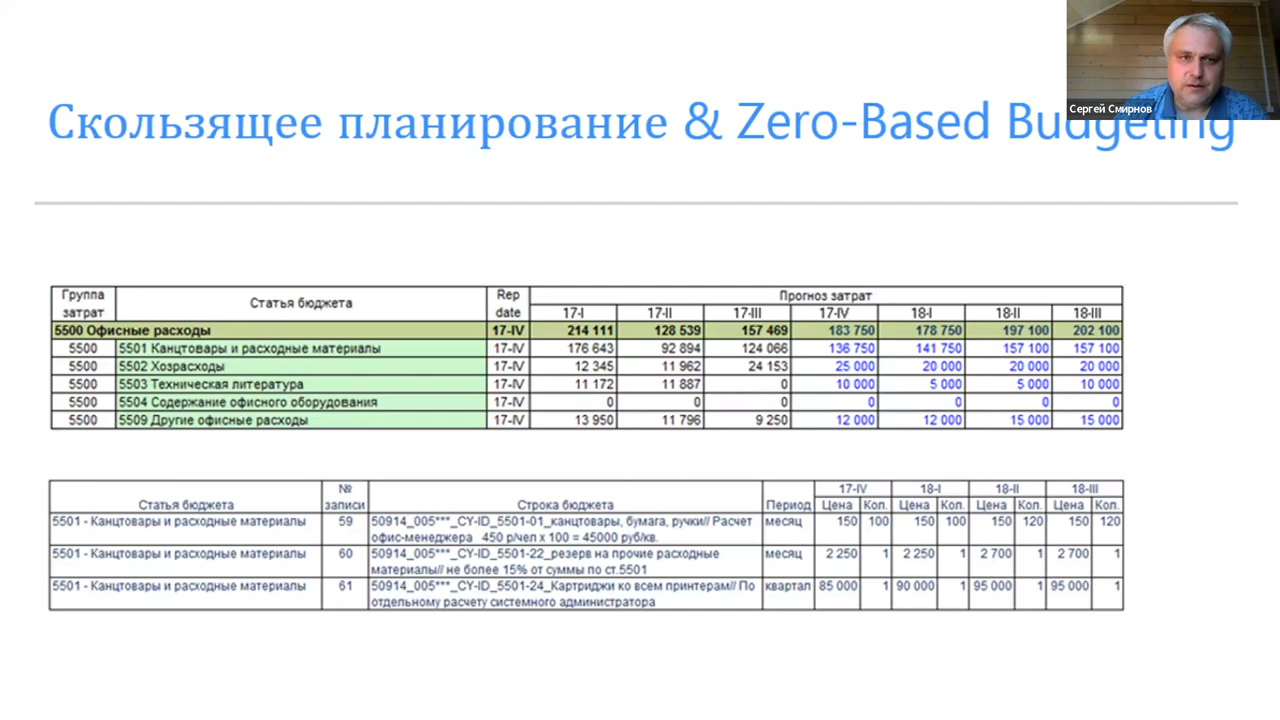 Сергей Смирнов
Скользящее планирование & Zero-Based Budgeting
Группа затрат Статья бюджета Rep date Прогноз затрат
17-I 17-II 17-III 17-IV 18-I 18-II 18-III
5500 Офисные расходы 17-IV 214 111 128 539 157 469 183 750 178 750 197 100 202 100
5500 5501 Канцтовары и расходные материалы 17-IV 176 643 92 894 124 066 136 750 141 750 157 100 157 100
5500 5502 Хозрасходы 17-IV 12 345 11 962 24 153 25 000 20 000 20 000 20 000
5500 5503 Техническая литература 17-IV 11 172 11 887 0 10 000 5 000 5 000 10 000
5500 5504 Содержание офисного оборудования 17-IV 0 0 0 0 0 0 0
5500 5509 Другие офисные расходы 17-IV 13 950 11 796 9 250 12 000 12 000 15 000 15 000
Статья бюджета № записи Строка бюджета Период 17-IV 18-I 18-II 18-III
Цена Кол. Цена Кол. Цена Кол. Цена Кол.
5501 - Канцтовары и расходные материалы 59 50914_005***_CY-ID_5501-01_канцтовары, бумага, ручки// Расчет месяц 150 100 150 100 150 120 150 120
офис-менеджера 450 р/чел х 100 = 45000 руб/кв.
5501 - Канцтовары и расходные материалы 60 50914_005***_CY-ID_5501-22_резерв на прочие расходные месяц 2 250 1 2 250 1 2 700 1 2 700 1
материалы// не более 15% от суммы по ст.5501
5501 - Канцтовары и расходные материалы 61 50914_005***_CY-ID_5501-24_Картриджи ко всем принтерам// По квартал 85 000 1 90 000 1 95 000 1 95 000 1
отдельному расчету системного администратора